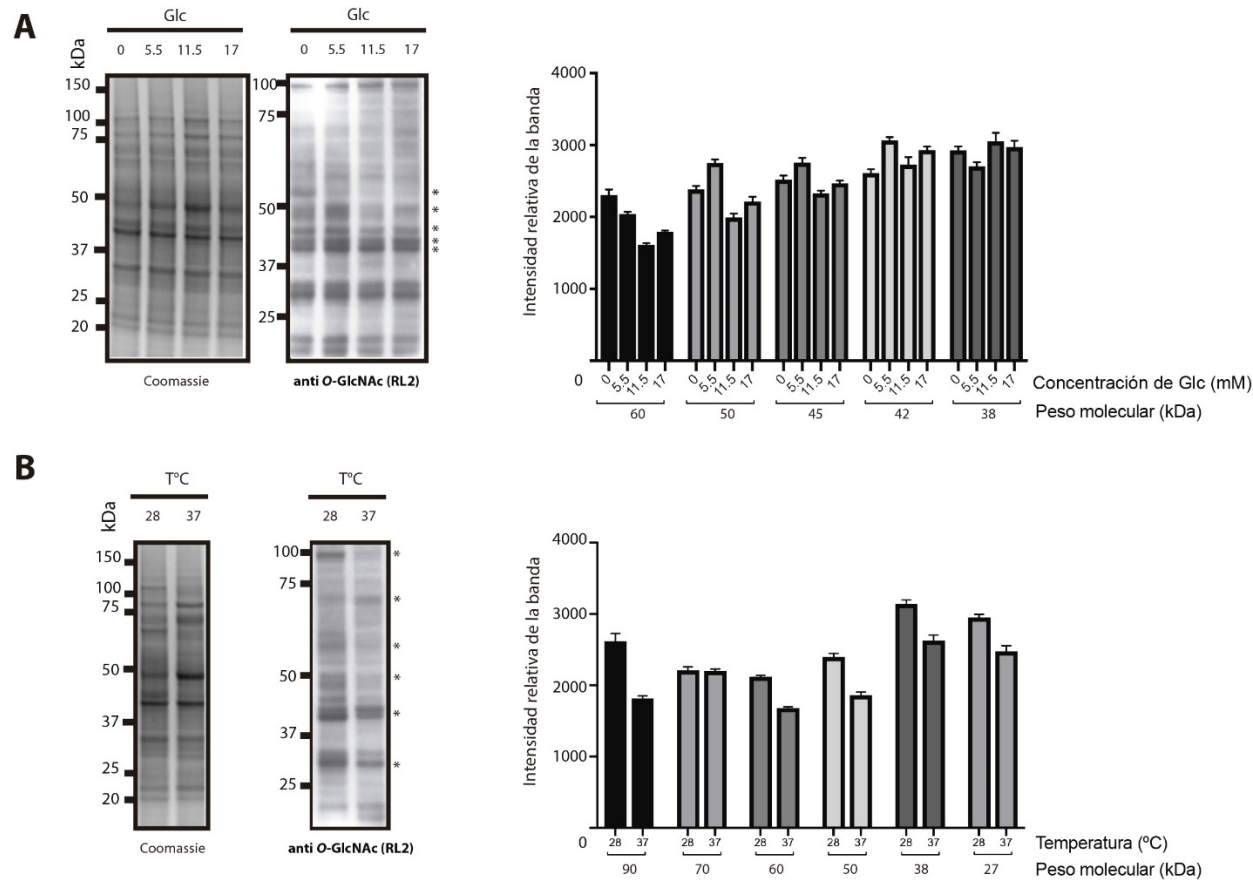 A
Glc
Glc
kDa
0 5.5 11.5 17
0 5.5 11.5 17
150
100
75
50
37
25
20
100
75
50
37
25
*
*
*
**
*
Coomassie
anti O-GlcNAc (RL2)
Intensidad relativa de la banda
4000
3000
2000
1000
0
0 5.5 11.5 17 0 5.5 11.5 17 0 5.5 11.5 17 0 5.5 11.5 17 0 5.5 11.5 17
Concentración de Glc (mM)
60 50 45 42 38
Peso molecular (kDa)
B
TºC
TºC
kDa
28 37
28 37
150
100
75
50
37
25
20
100
75
50
37
25
*
*
*
*
*
*
Coomassie
anti O-GlcNAc (RL2)
Intensidad relativa de la banda
4000
3000
2000
1000
0
28 37 28 37 28 37 28 37 28 37 28 37
Temperatura (ºC)
90 70 60 50 38 27
Peso molecular (kDa)